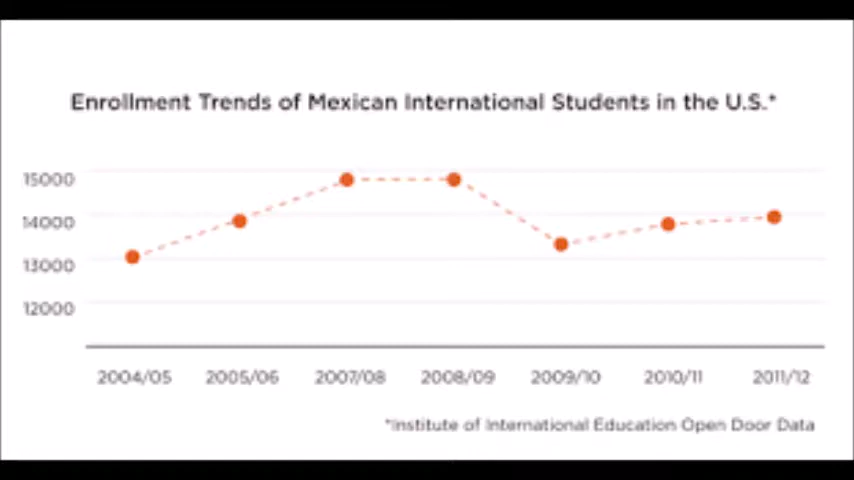 Enrollment Trends of Mexican International Students in the U.S.*
15000
14000
13000
12000
2004/05 2005/06 2007/08 2008/09 2009/10 2010/11 2011/12
*Institute of International Education Open Door Data